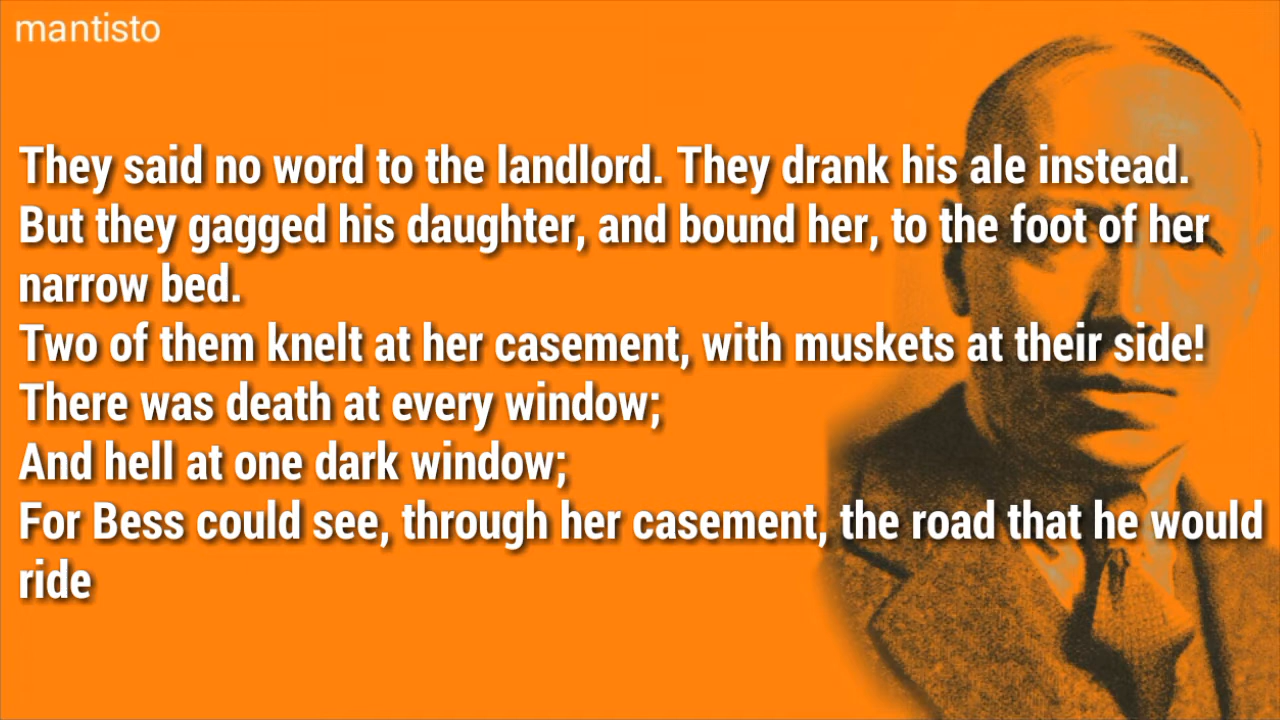 mantisto
They said no word to the landlord. They drank his ale instead.
But they gagged his daughter, and bound her, to the foot of her
narrow bed.
Two of them knelt at her casement, with muskets at their side!
There was death at every window;
And hell at one dark window;
For Bess could see, through her casement, the road that he would
ride